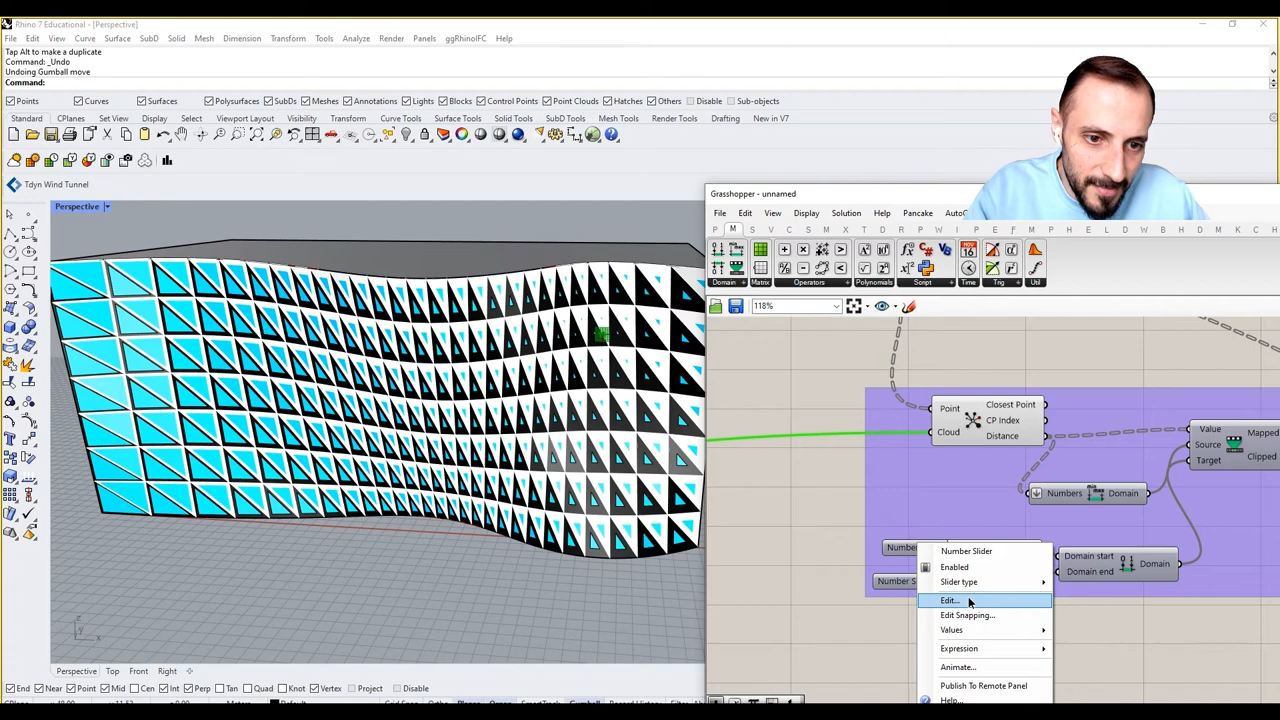 Rhino 7 Educational - [Perspective]
File Edit View Curve Surface SubD Solid Mesh Dimension Transform Tools Analyze Render Panels ggRhinoIFC Help
Tap Alt to make a duplicate
Command: _Undo
Undoing Gumball move
Command:
Points Curves Surfaces Polysurfaces SubDs Meshes Annotations Lights Blocks Control Points Point Clouds Hatches Others Disable Sub-objects
Standard CPlanes Set View Display Select Viewport Layout Visibility Transform Curve Tools Surface Tools Solid Tools SubD Tools Mesh Tools Render Tools Drafting New in V7
Tdyn Wind Tunnel
Perspective
Grasshopper - unnamed
File Edit View Display Solution Help Pancake
P M S V C S M I T D W L H K F B M A P C H
Domain Matrix Operators Polynomials Script Time Trig Util
118%
Point
Cloud
Closest Point
CP Index
Distance
Value
Source
Target
Mapped
Clipped
Numbers Domain
Domain start
Domain end
Domain
Number Slider
Enabled
Slider type
Edit...
Edit Snapping...
Values
Expression
Animate...
Publish To Remote Panel
Help...
z
x
Perspective Top Front Right
End Near Point Mid Cen Int Perp Tan Quad Knot Vertex Project Disable